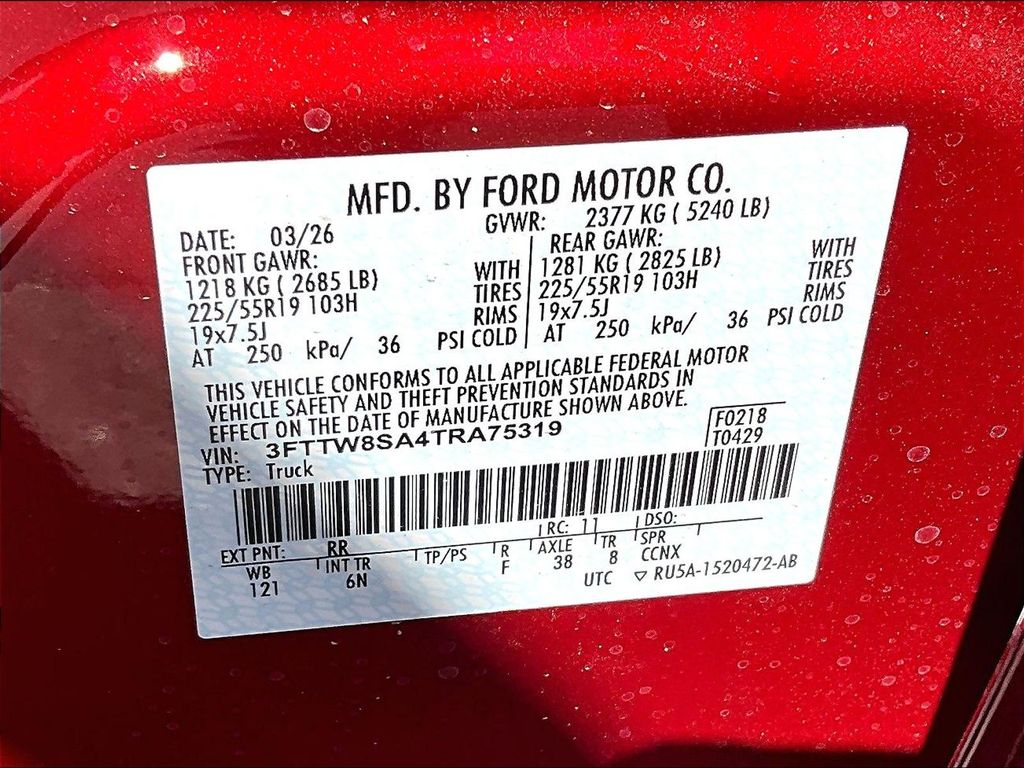 MFD. BY FORD MOTOR CO.
DATE: 03/26 GVWR: 2377 KG ( 5240 LB)
FRONT GAWR: REAR GAWR:
1218 KG ( 2685 LB) WITH 1281 KG ( 2825 LB) WITH
225/55R19 103H TIRES 225/55R19 103H TIRES
19x7.5J RIMS 19x7.5J RIMS
AT 250 kPa/ 36 PSI COLD AT 250 kPa/ 36 PSI COLD
THIS VEHICLE CONFORMS TO ALL APPLICABLE FEDERAL MOTOR
VEHICLE SAFETY AND THEFT PREVENTION STANDARDS IN
EFFECT ON THE DATE OF MANUFACTURE SHOWN ABOVE.
VIN: 3FTTW8SA4TRA75319 F0218
TYPE: Truck T0429
EXT PNT: RR RC: 11 DSO:
WB INT TR TP/PS R AXLE TR SPR
121 6N F 38 8 CCNX
UTC ▽ RU5A-1520472-AB